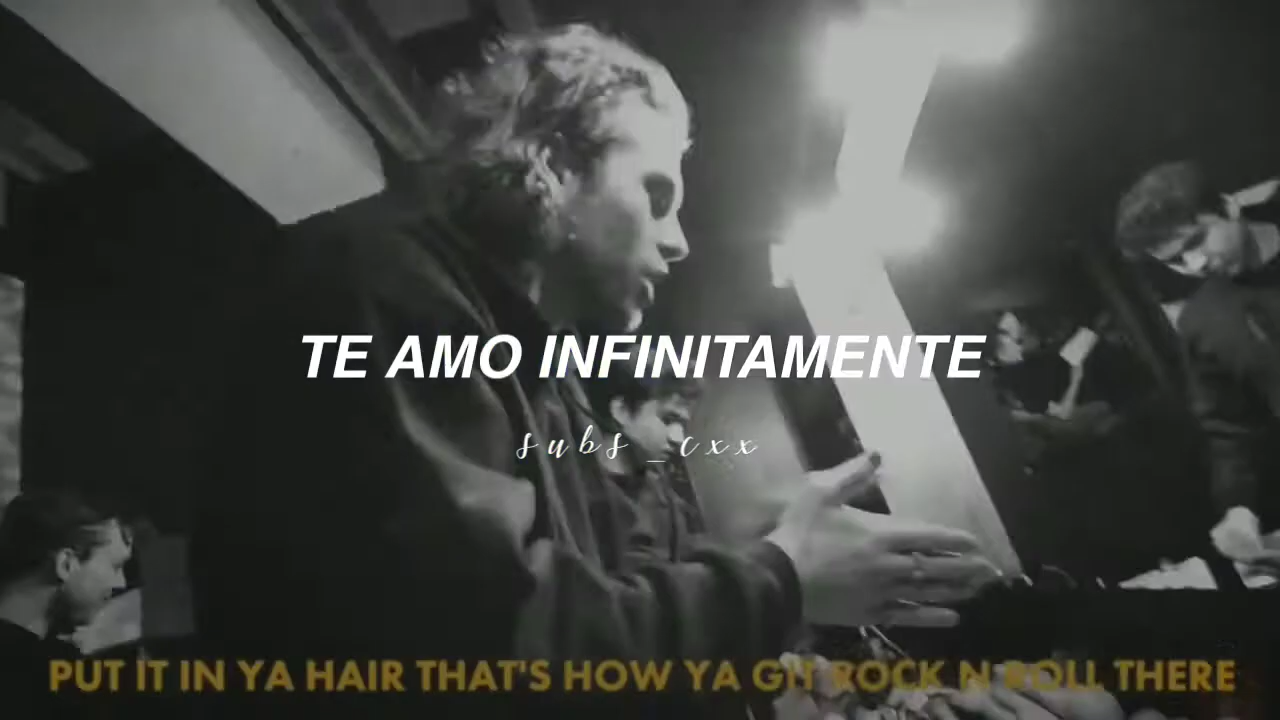 TE AMO INFINITAMENTE
subs_cxx
PUT IT IN YA HAIR THAT'S HOW YA GIT ROCK N ROLL THERE